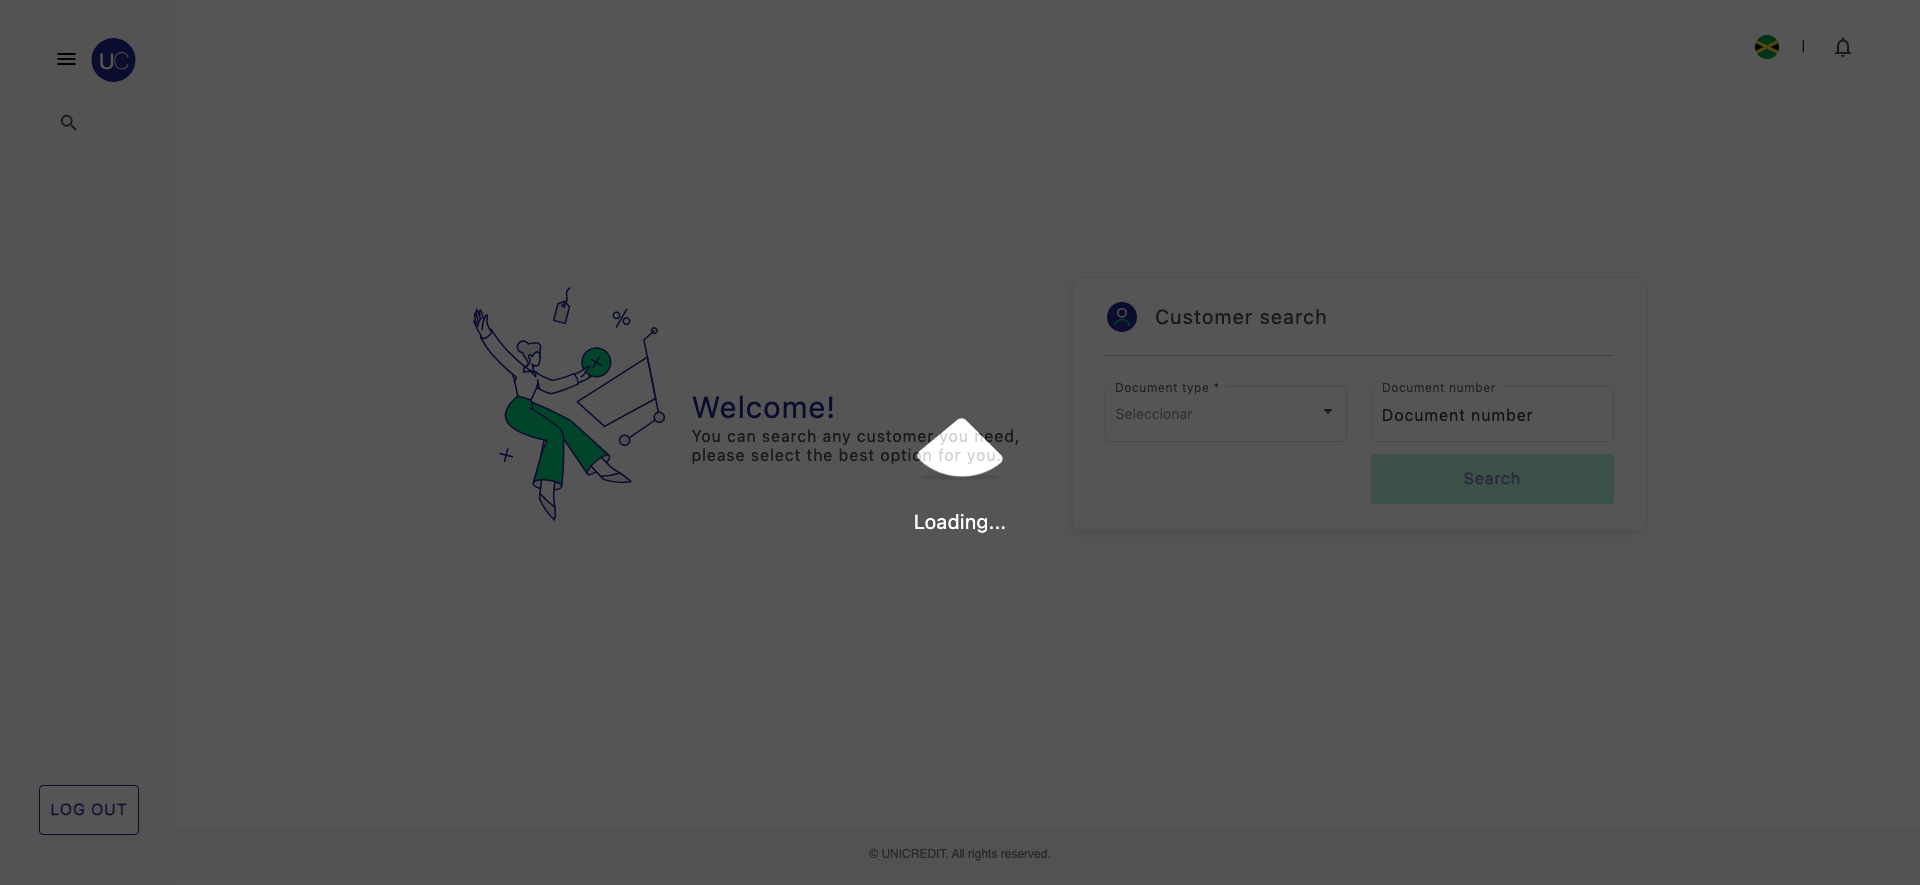 UC
Customer search
Document type *
Seleccionar
Document number
Document number
Search
Welcome!
You can search any customer you need,
please select the best option for you.
Loading...
LOG OUT
© UNICREDIT. All rights reserved.